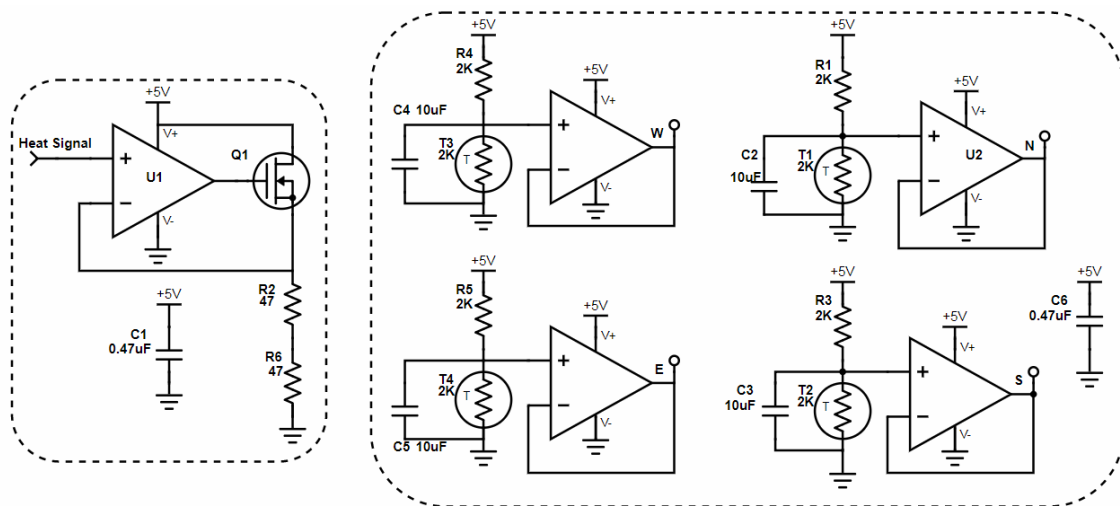 +5V
V+
Heat Signal
+
U1
−
V-
Q1
+5V
C1
0.47uF
R2
47
R6
47
+5V
R4
2K
C4 10uF
T3
2K
T
+5V
V+
+
−
V-
W
+5V
R1
2K
C2
10uF
T1
2K
T
+5V
V+
+
−
U2
V-
N
+5V
R5
2K
T4
2K
T
C5 10uF
+5V
V+
+
−
V-
E
+5V
R3
2K
C3
10uF
T2
2K
T
+5V
V+
+
−
V-
S
+5V
C6
0.47uF